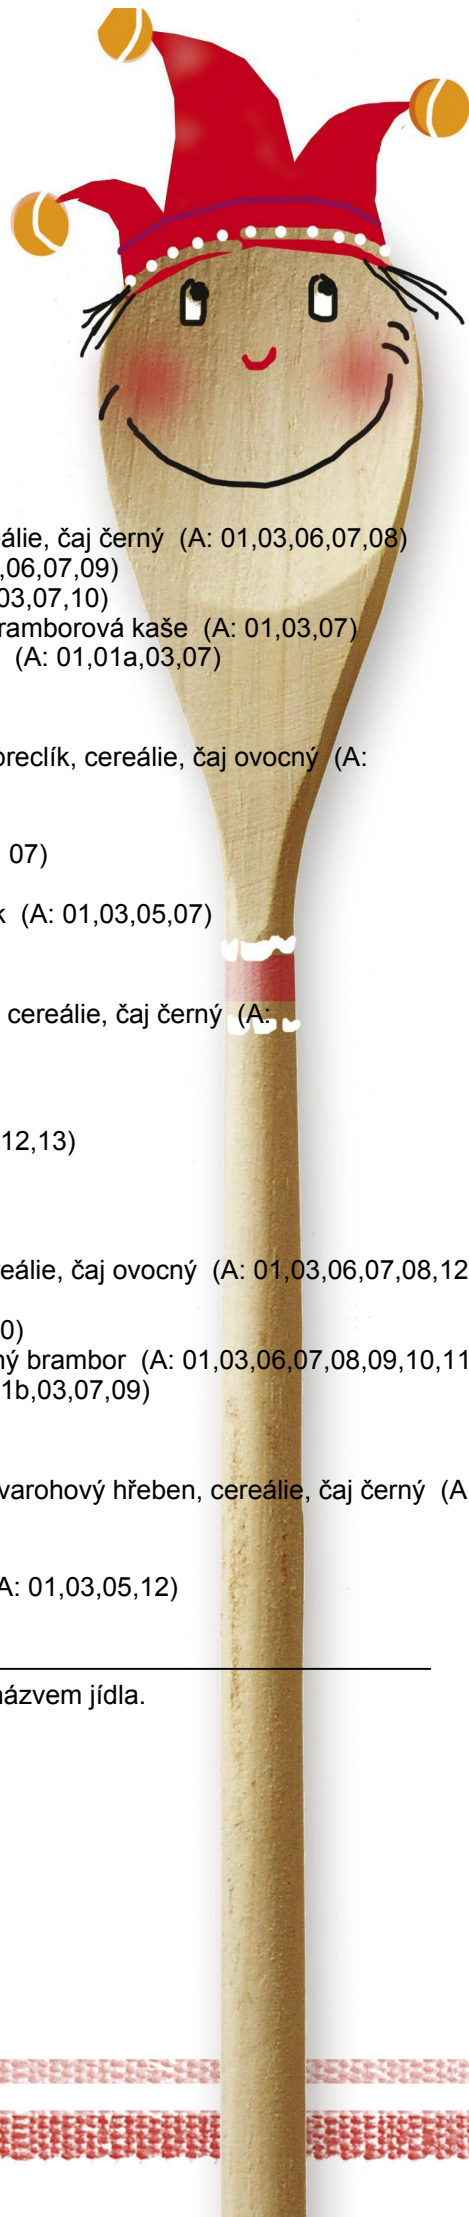 álie, čaj černý (A: 01,03,06,07,08)
,06,07,09)
03,07,10)
ramborová kaše (A: 01,03,07)
(A: 01,01a,03,07)
preclík, cereálie, čaj ovocný (A:
07)
k (A: 01,03,05,07)
cereálie, čaj černý (A:
12,13)
eálie, čaj ovocný (A: 01,03,06,07,08,12
0)
ný brambor (A: 01,03,06,07,08,09,10,11
1b,03,07,09)
varohový hřeben, cereálie, čaj černý (A
A: 01,03,05,12)
názvem jídla.